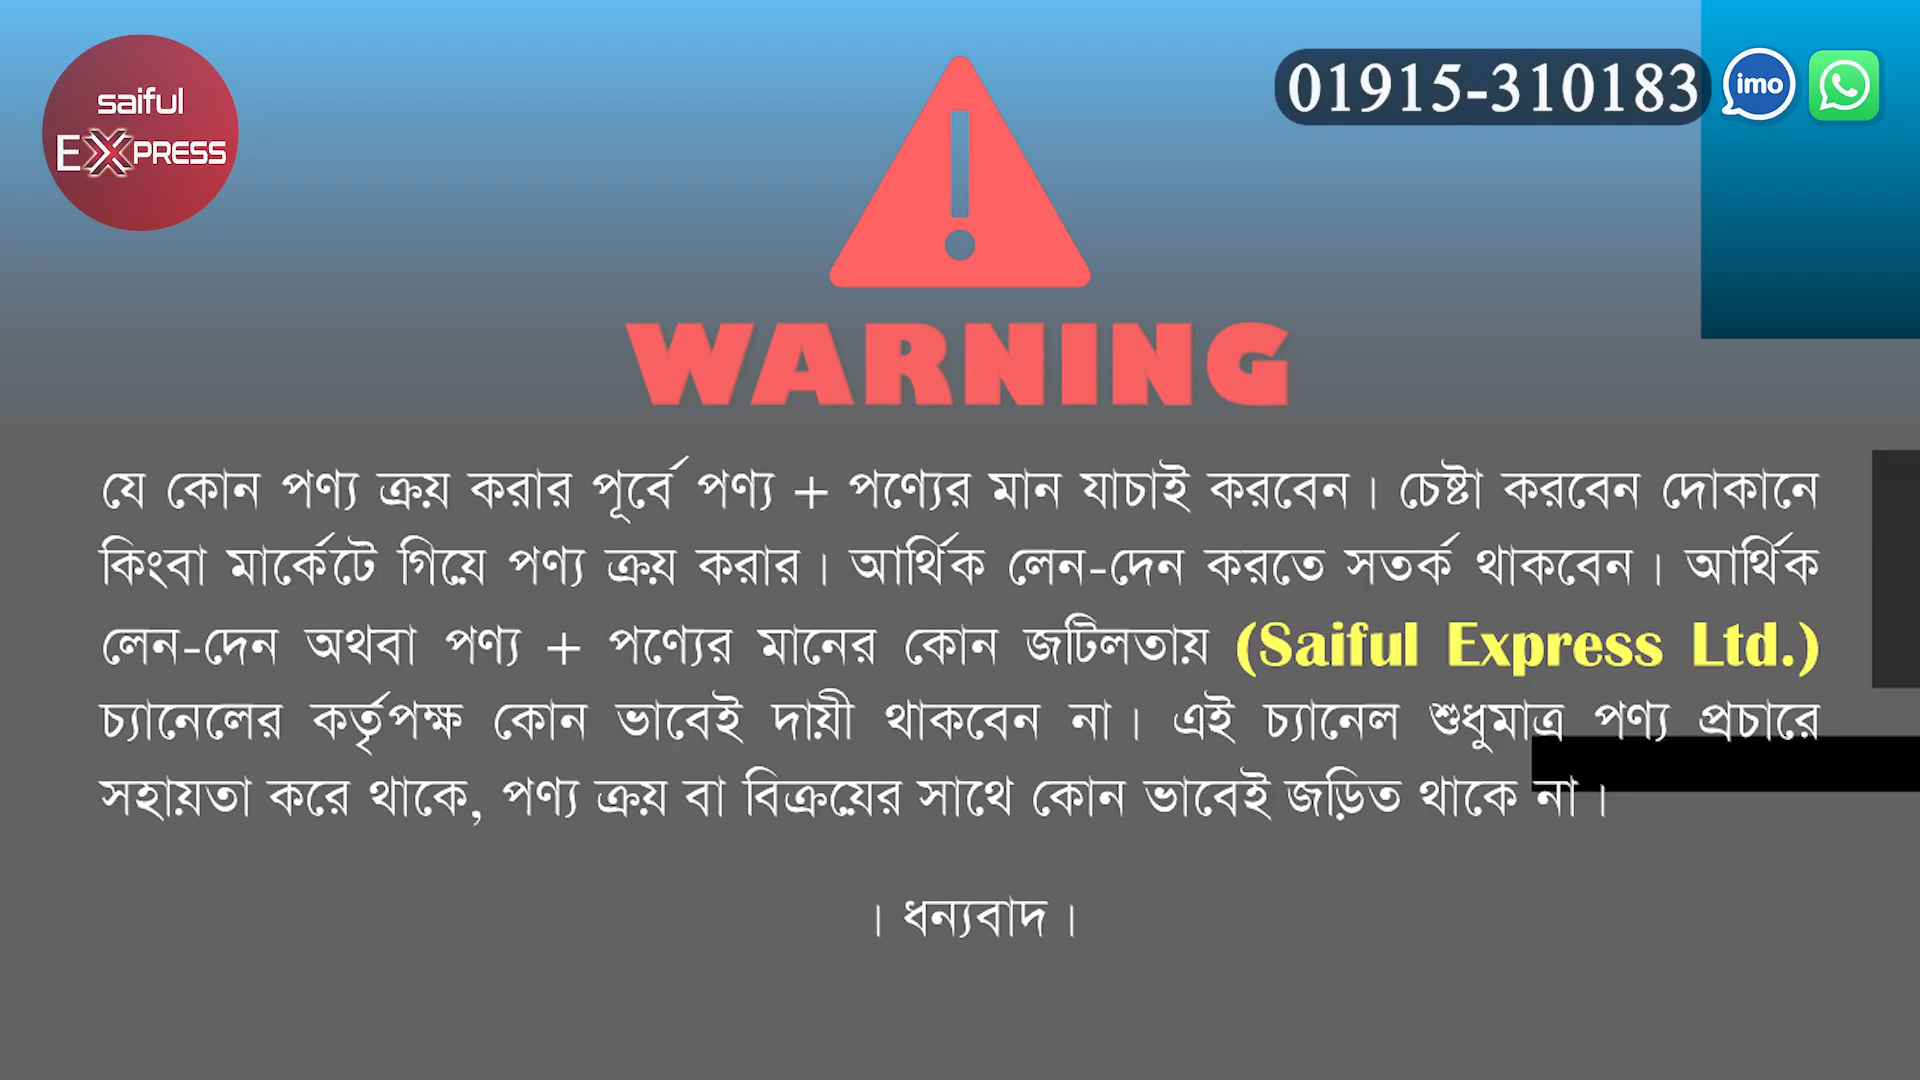 saiful
EXPRESS
01915-310183
imo
WARNING
যে কোন পণ্য ক্রয় করার পূর্বে পণ্য + পণ্যের মান যাচাই করবেন। চেষ্টা করবেন দোকানে
কিংবা মার্কেটে গিয়ে পণ্য ক্রয় করার। আর্থিক লেন-দেন করতে সতর্ক থাকবেন। আর্থিক
লেন-দেন অথবা পণ্য + পণ্যের মানের কোন জটিলতায় (Saiful Express Ltd.)
চ্যানেলের কর্তৃপক্ষ কোন ভাবেই দায়ী থাকবেন না। এই চ্যানেল শুধুমাত্র পণ্য প্রচারে
সহায়তা করে থাকে, পণ্য ক্রয় বা বিক্রয়ের সাথে কোন ভাবেই জড়িত থাকে না।
। ধন্যবাদ ।